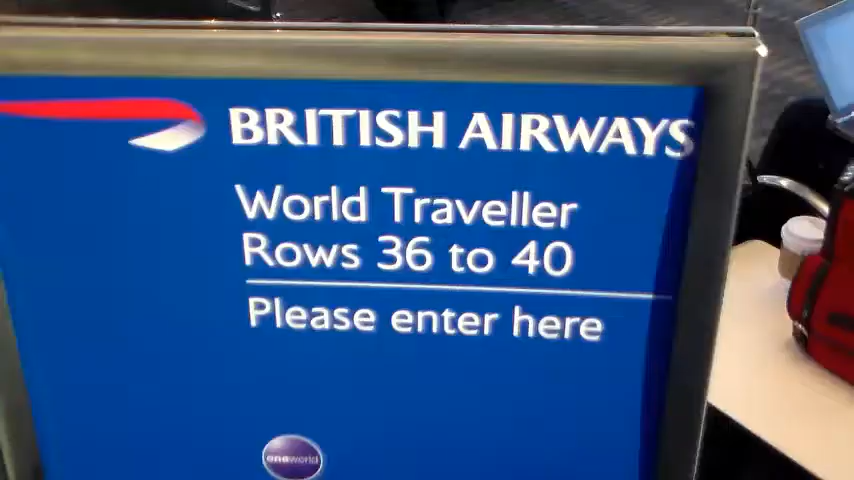 BRITISH AIRWAYS
World Traveller
Rows 36 to 40
Please enter here
oneworld